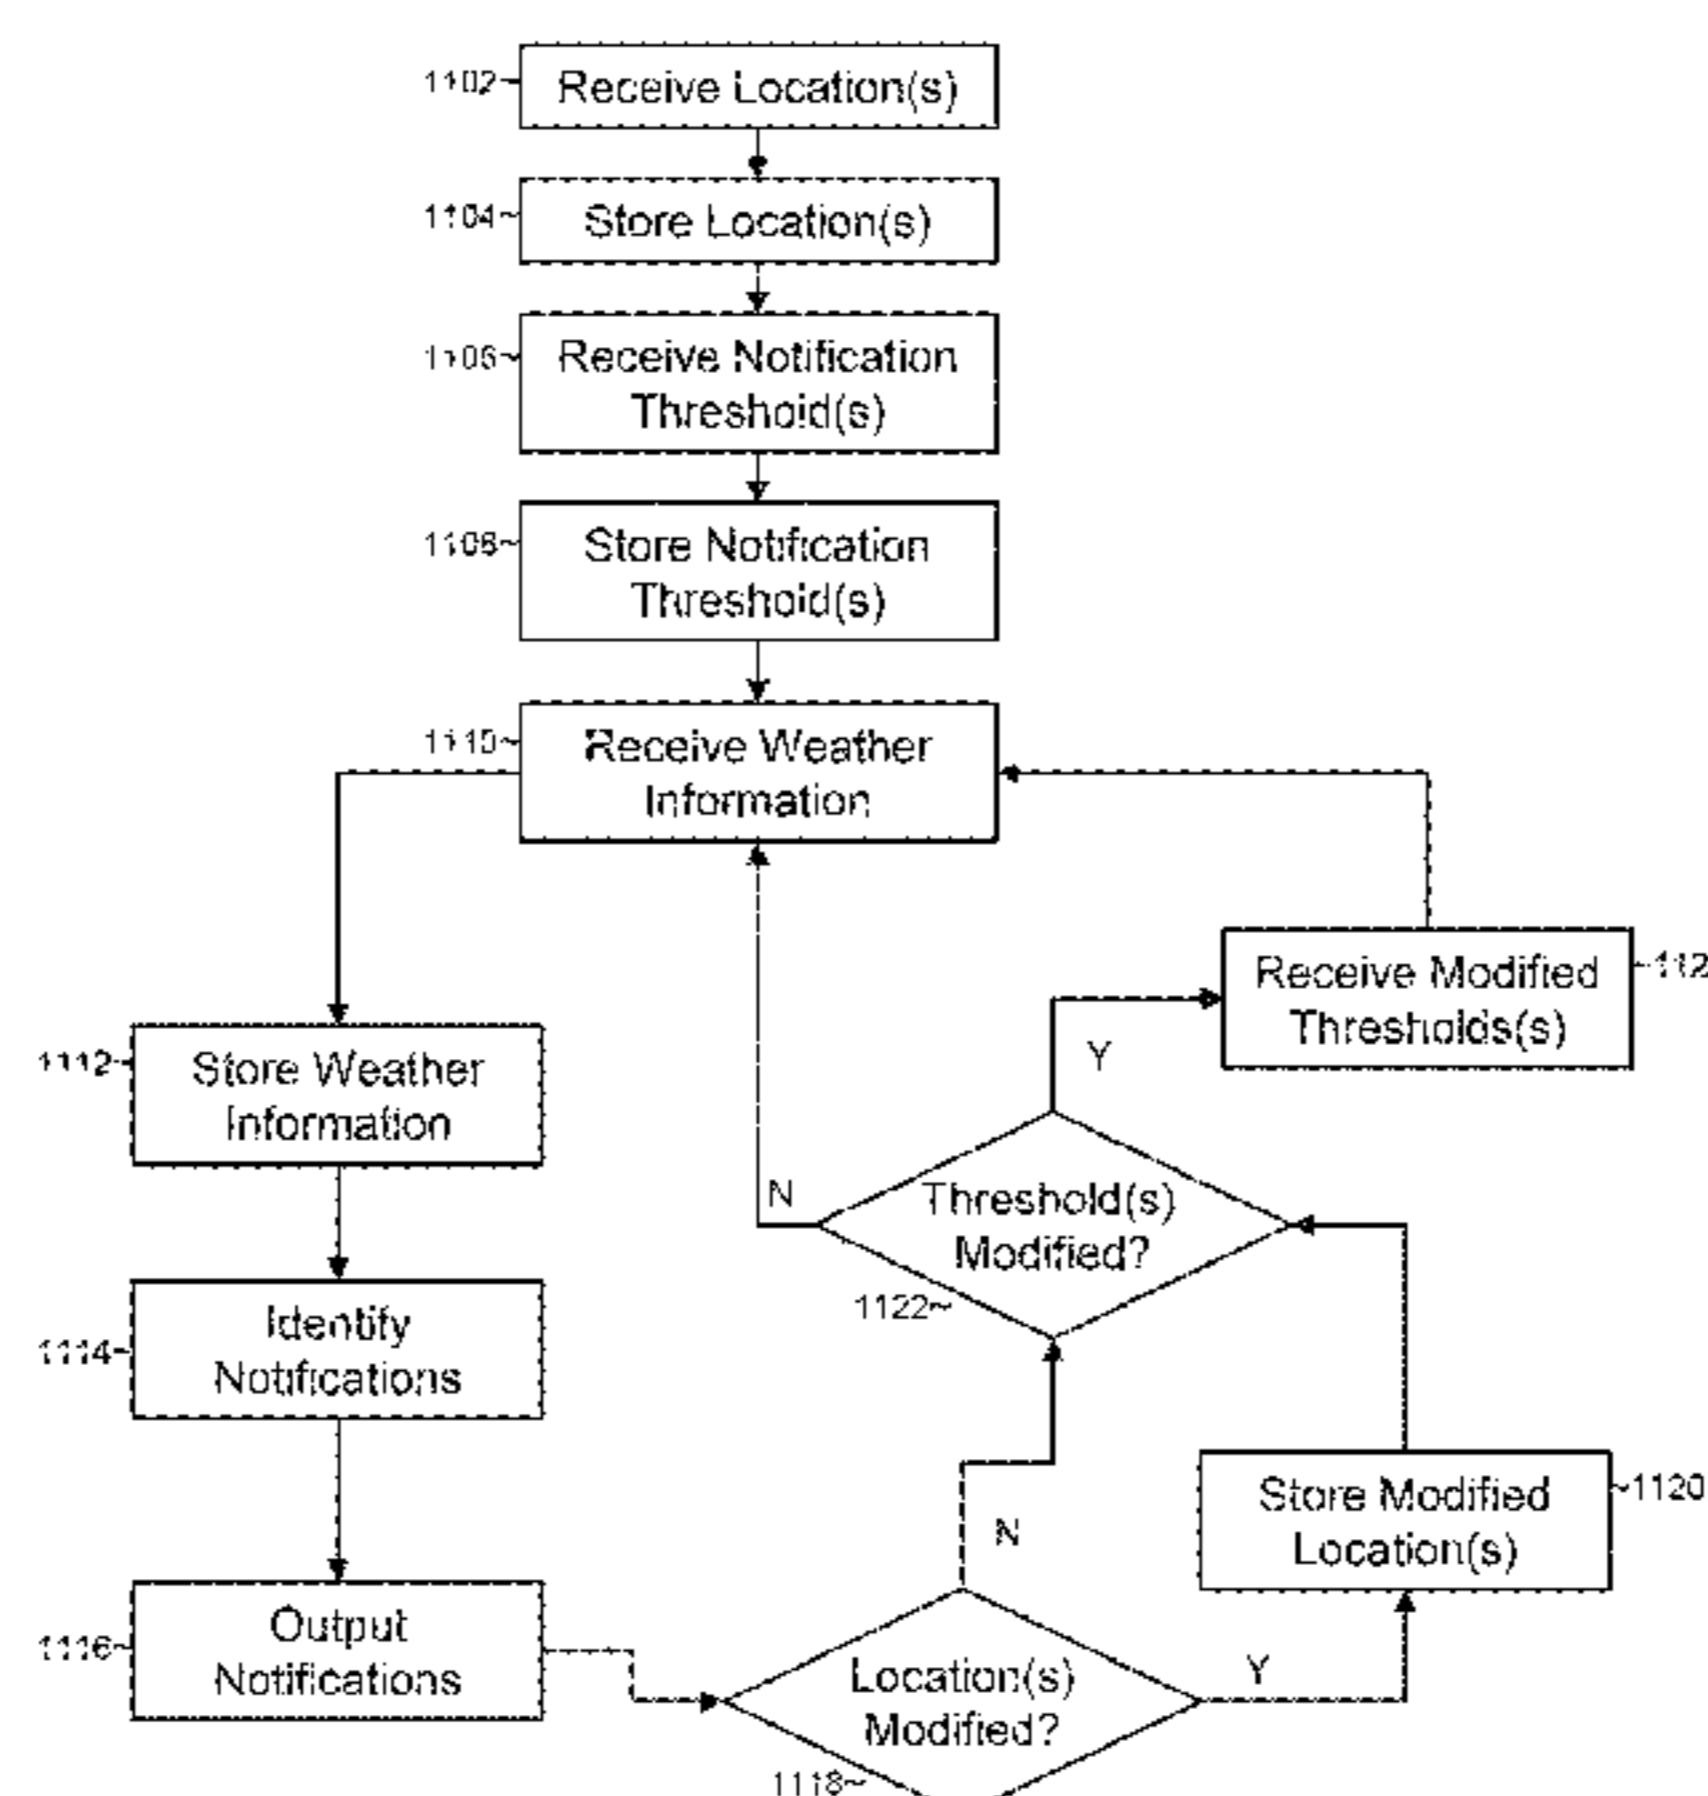 1102~
Receive Location(s)
1104~
Store Location(s)
1106~
Receive Notification
Threshold(s)
1108~
Store Notification
Threshold(s)
1110~
Receive Weather
Information
Receive Modified
Thresholds(s)
~112
Y
1112~
Store Weather
Information
N
Threshold(s)
Modified?
1122~
1114~
Identify
Notifications
Store Modified
Location(s)
~1120
N
1116~
Output
Notifications
Location(s)
Modified?
Y
1118~